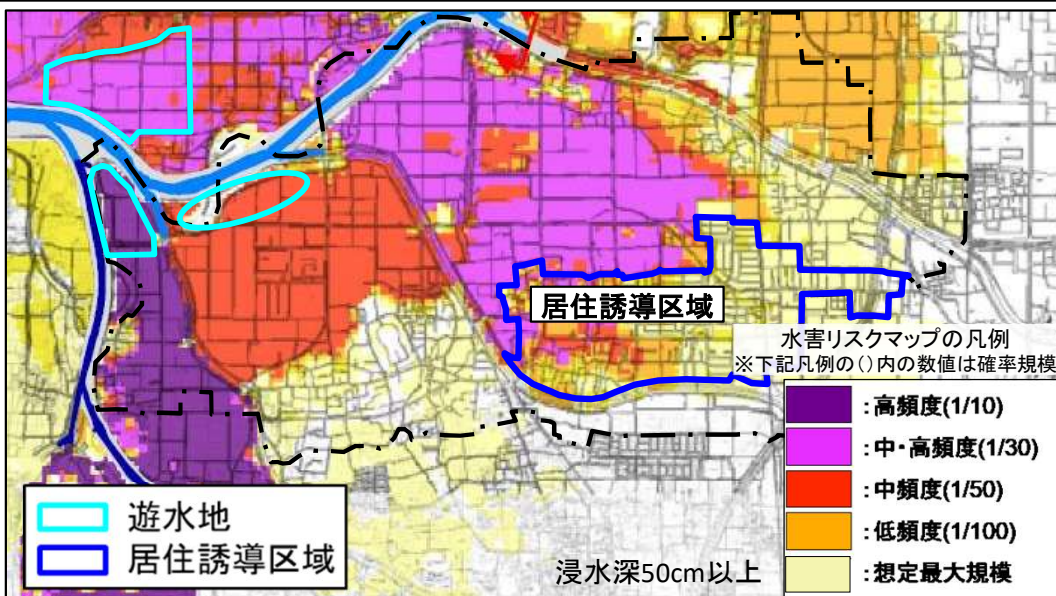 居住誘導区域
水害リスクマップの凡例
※下記凡例の()内の数値は確率規模
:高頻度(1/10)
:中・高頻度(1/30)
:中頻度(1/50)
:低頻度(1/100)
:想定最大規模
遊水地
居住誘導区域
浸水深50cm以上